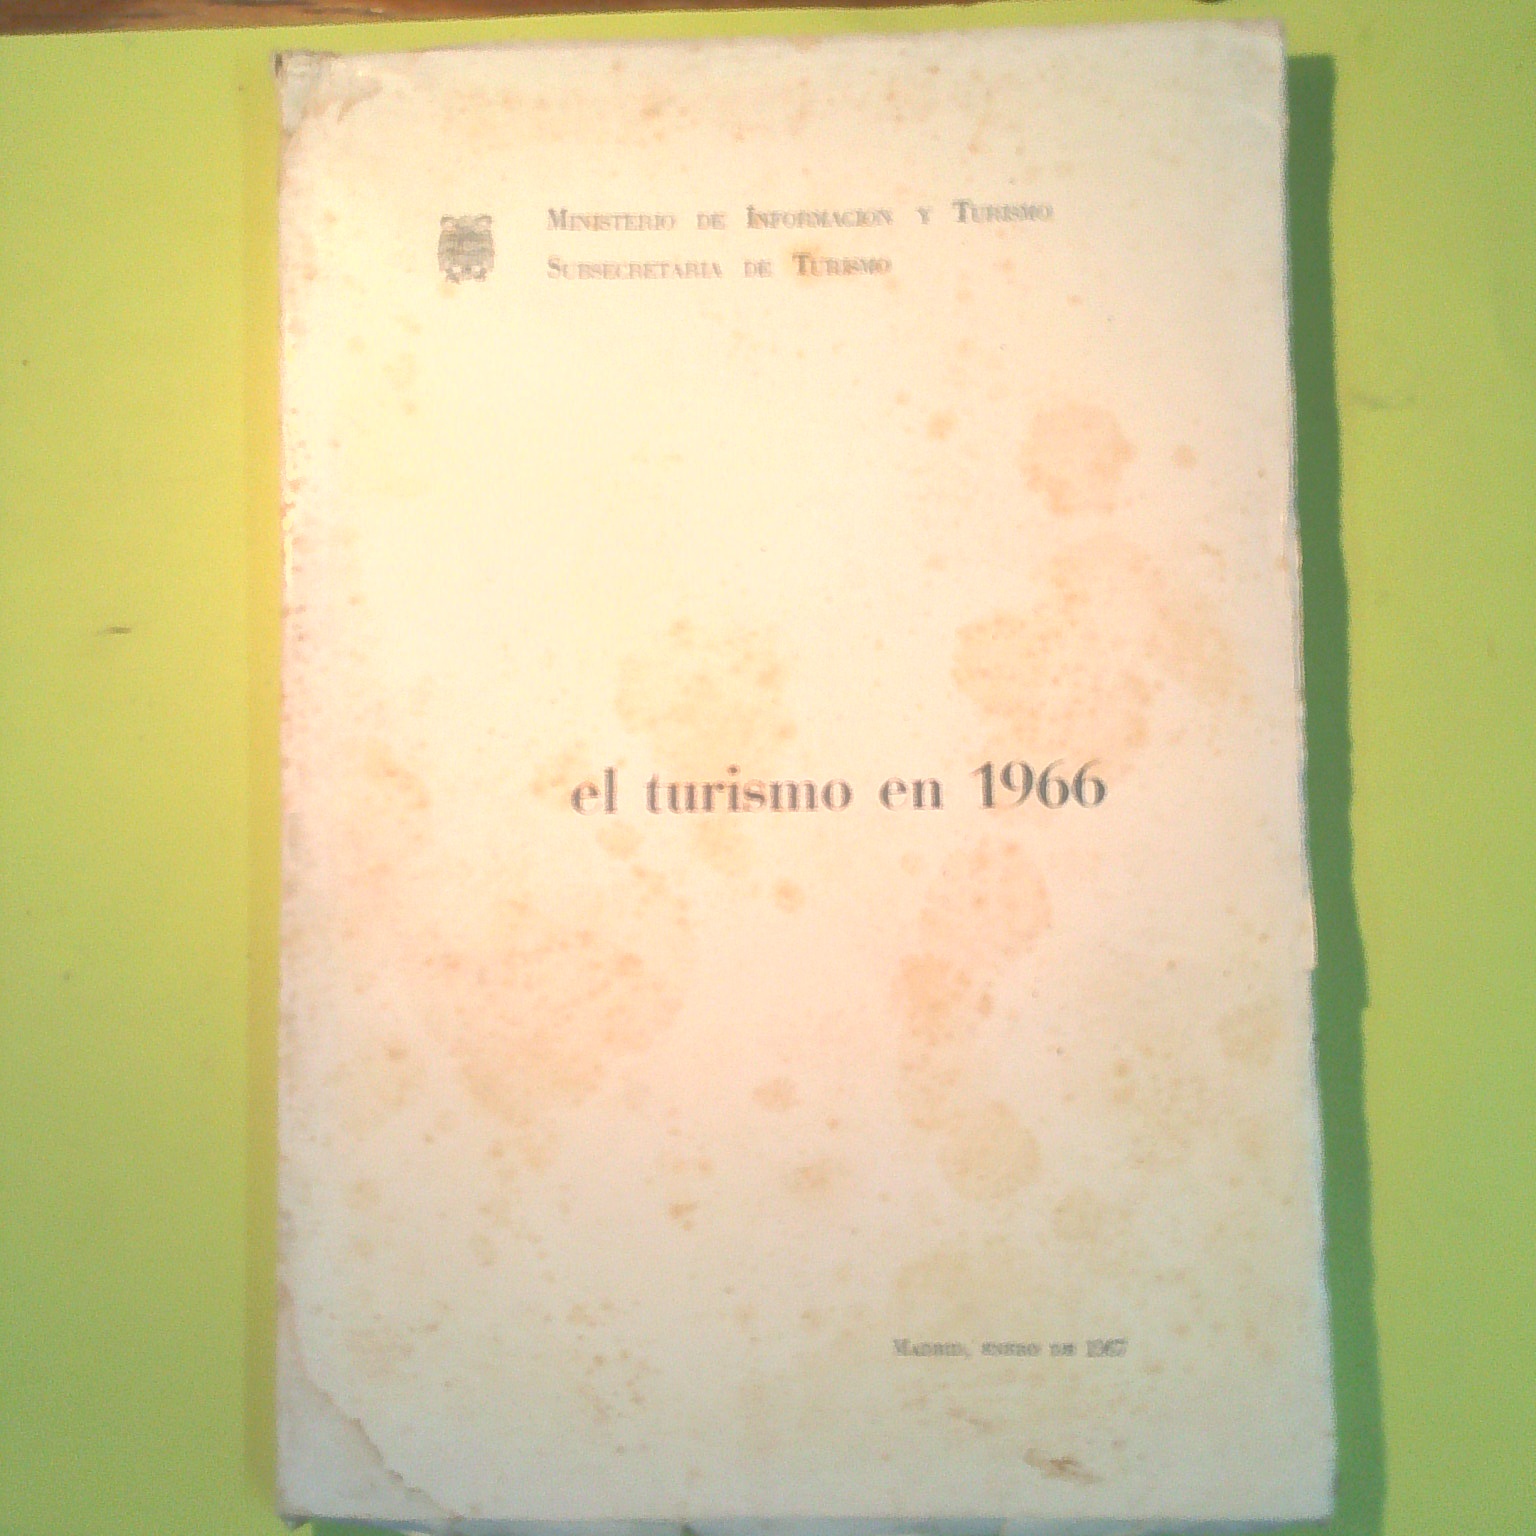 Ministerio de Informacion y Turismo
Subsecretaria de Turismo
el turismo en 1966
Madrid, enero de 1967